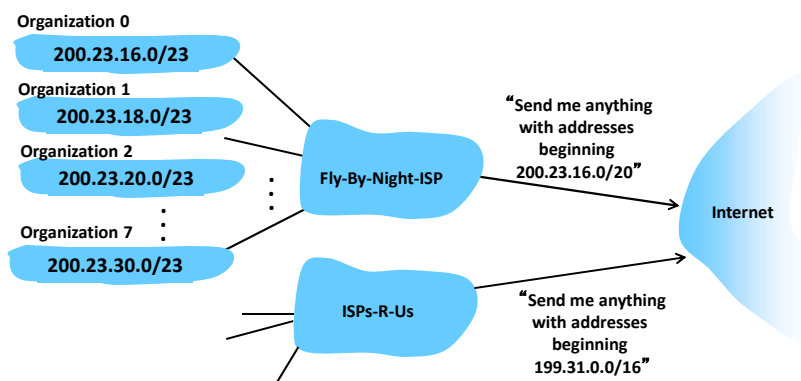 Organization 0
200.23.16.0/23
Organization 1
200.23.18.0/23
Organization 2
200.23.20.0/23
Organization 7
200.23.30.0/23
Fly-By-Night-ISP
“Send me anything
with addresses
beginning
200.23.16.0/20”
Internet
ISPs-R-Us
“Send me anything
with addresses
beginning
199.31.0.0/16”